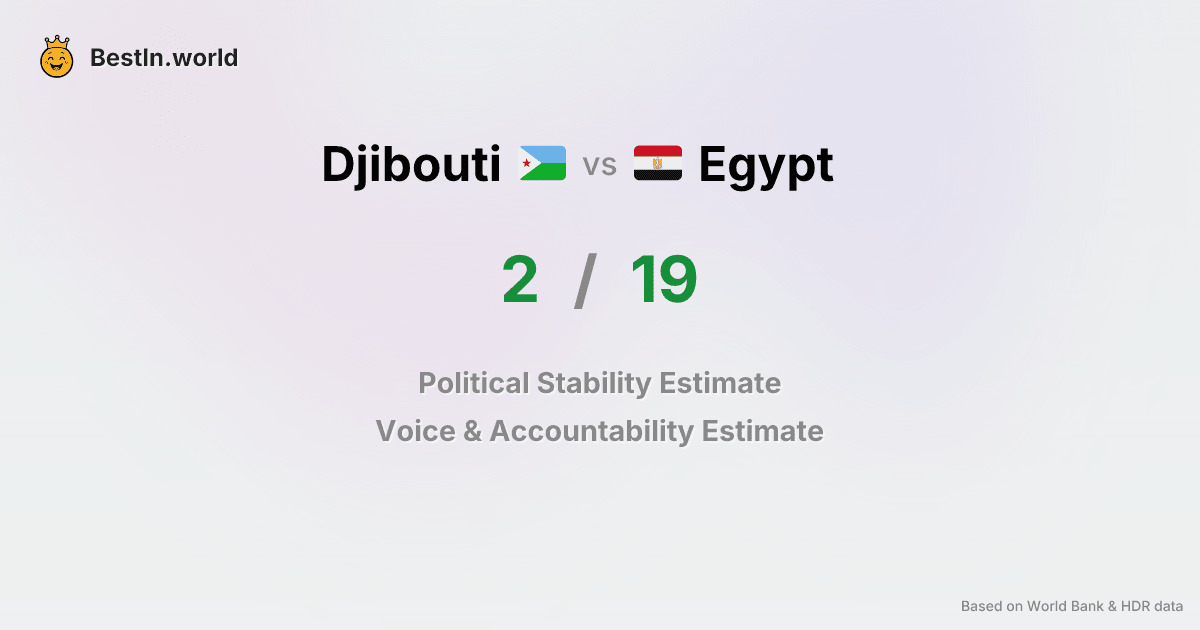 BestIn.world
Djibouti vs Egypt
2 / 19
Political Stability Estimate
Voice & Accountability Estimate
Based on World Bank & HDR data